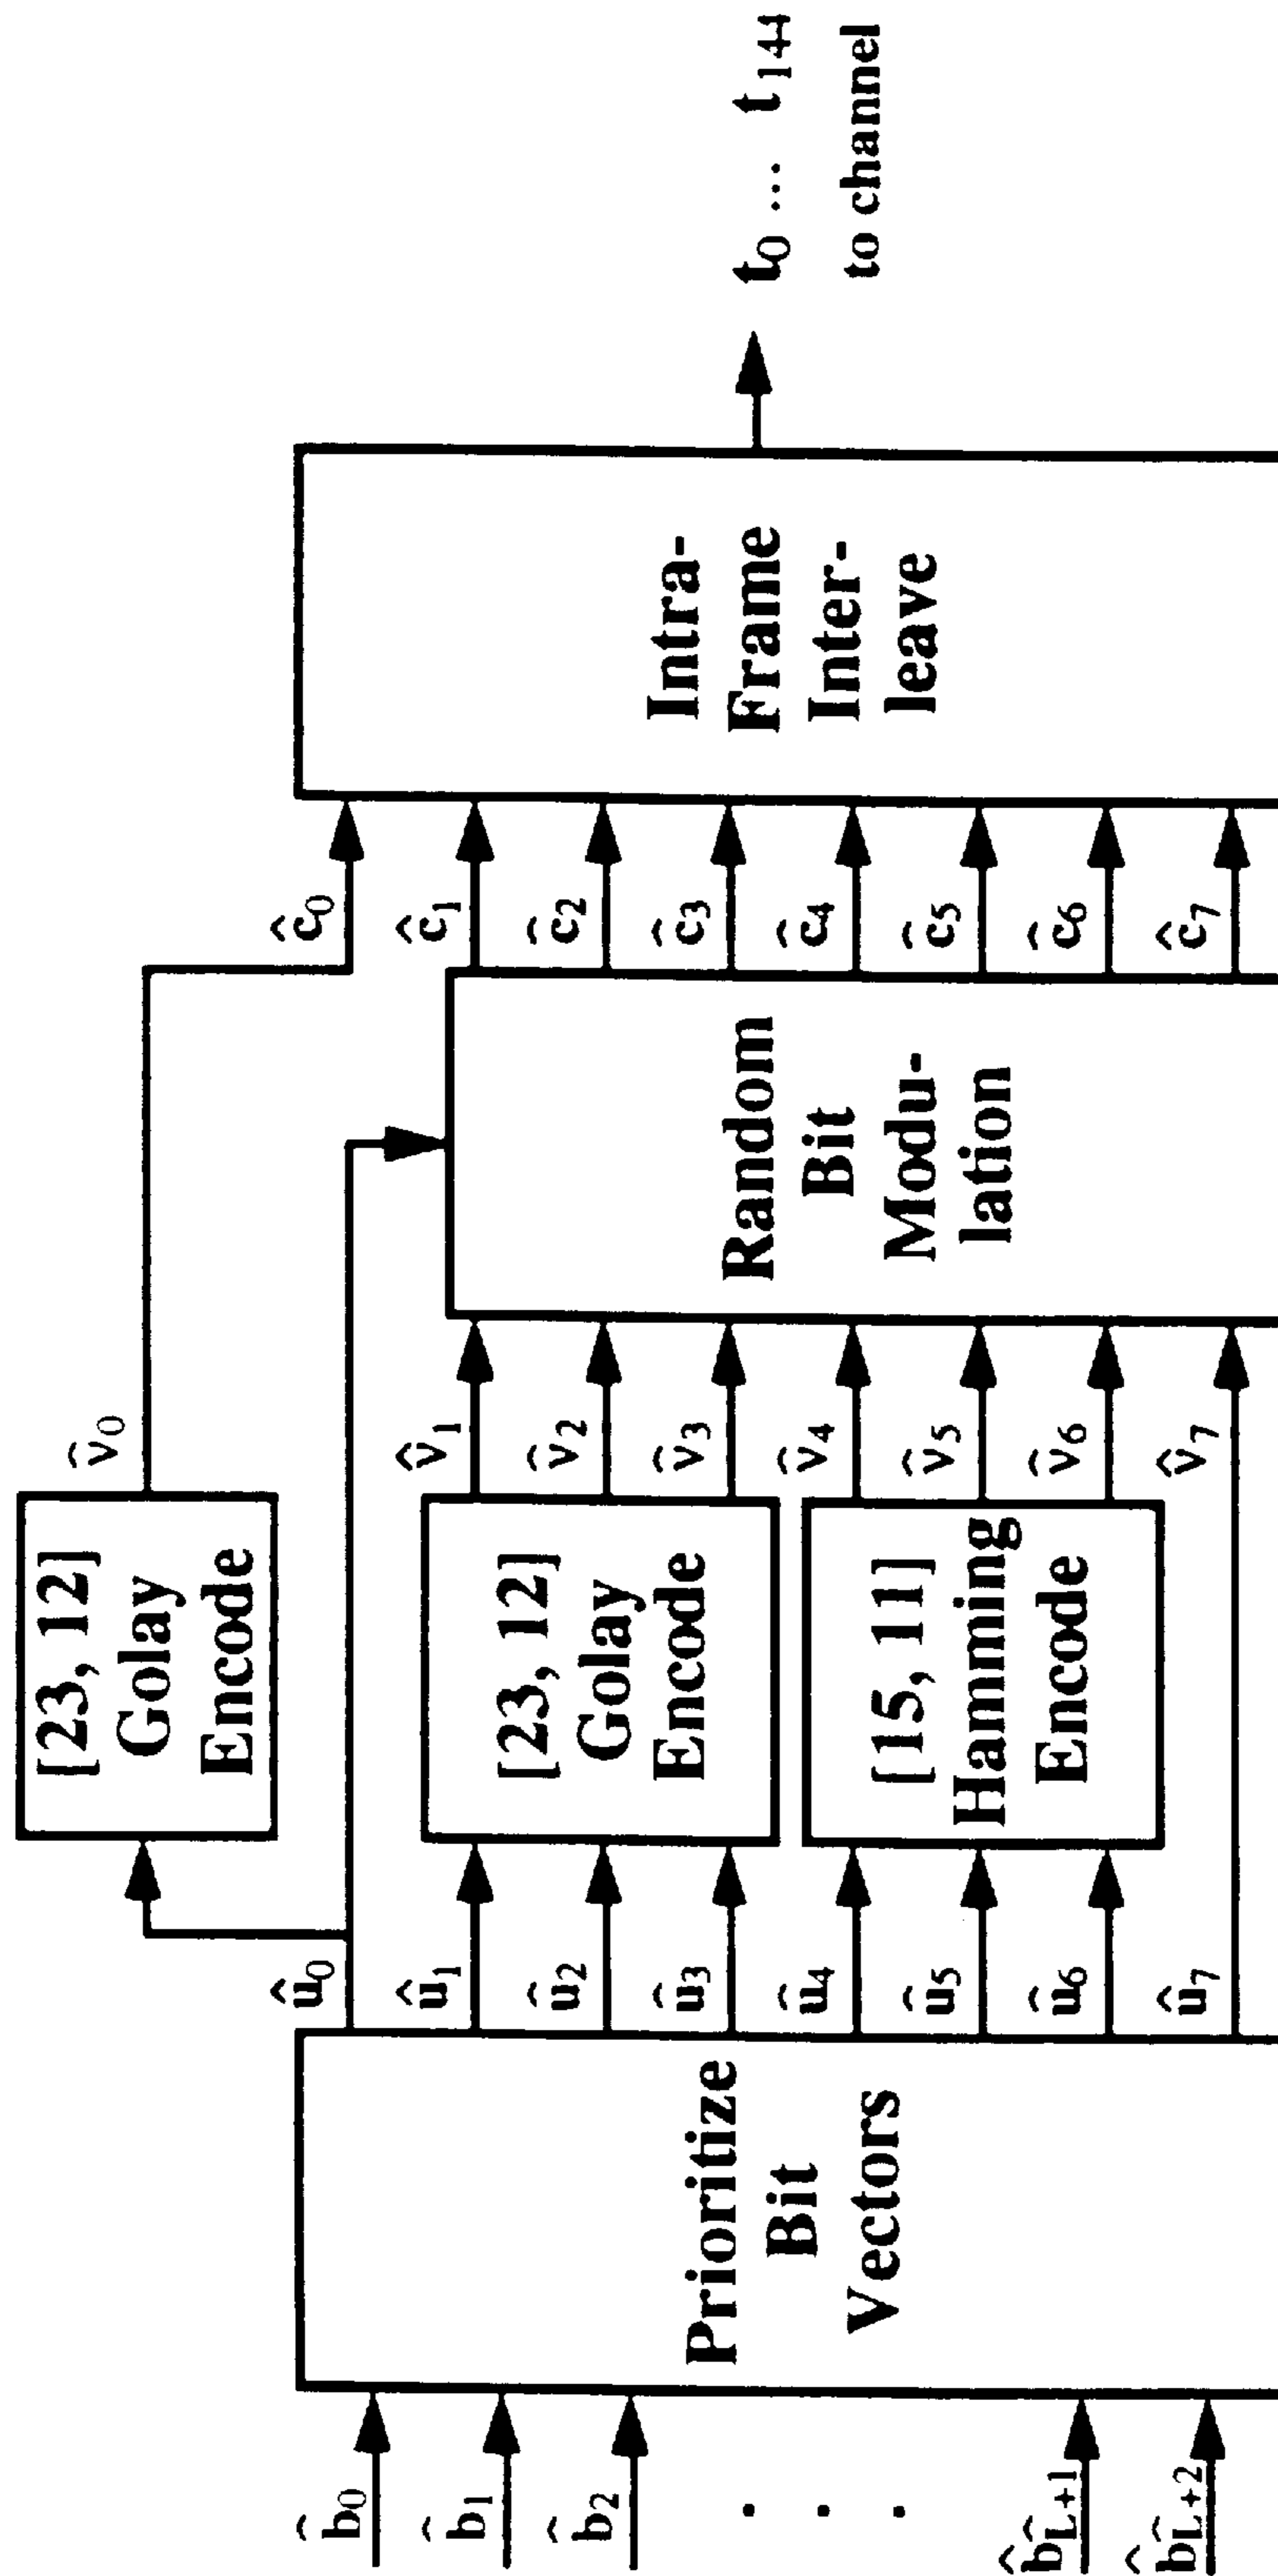 b̂₀
b̂₁
b̂₂
.
.
.
b̂_L̂+1
b̂_L̂+2
Prioritize
Bit
Vectors
û₀
û₁
û₂
û₃
û₄
û₅
û₆
û₇
[23, 12]
Golay
Encode
[23, 12]
Golay
Encode
[15, 11]
Hamming
Encode
v̂₀
v̂₁
v̂₂
v̂₃
v̂₄
v̂₅
v̂₆
v̂₇
Random
Bit
Modu-
lation
ĉ₀
ĉ₁
ĉ₂
ĉ₃
ĉ₄
ĉ₅
ĉ₆
ĉ₇
Intra-
Frame
Inter-
leave
t₀ ... t₁₄₄
to channel